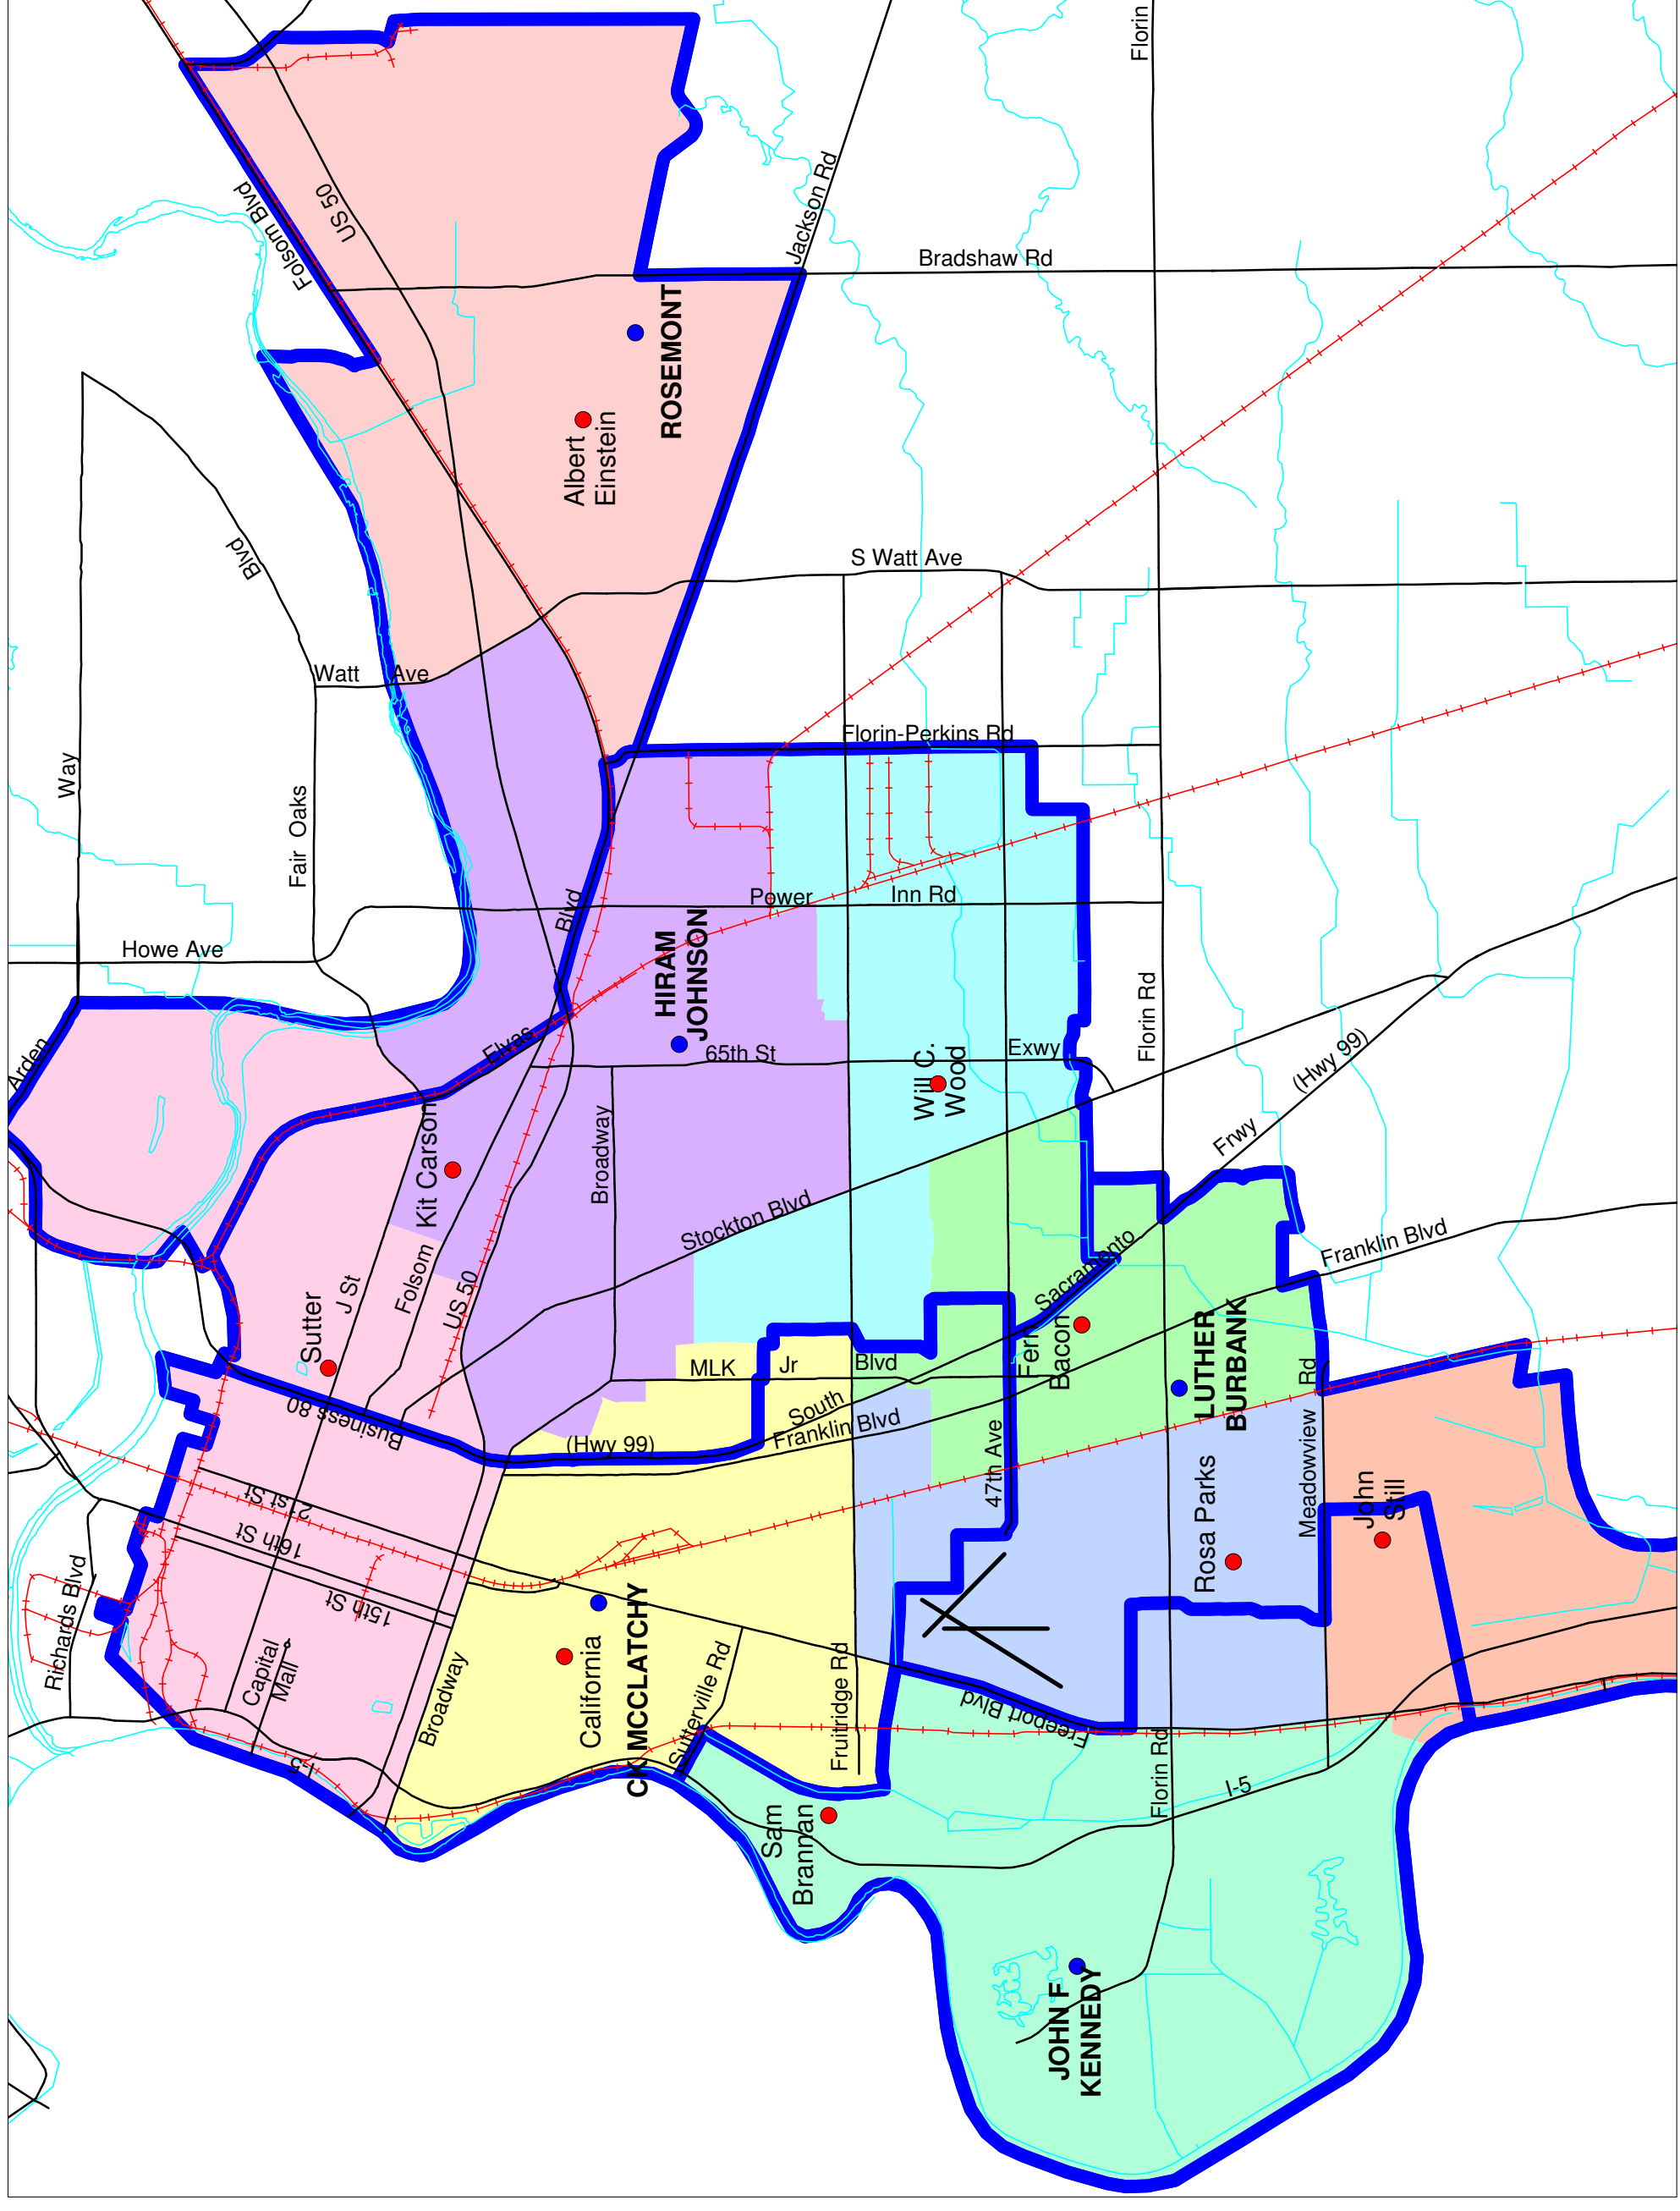 Florin
Folsom Blvd
US 50
Jackson Rd
Bradshaw Rd
ROSEMONT
Albert
Einstein
Blvd
S Watt Ave
Watt Ave
Way
Fair Oaks
Florin-Perkins Rd
Power Inn Rd
Blvd
Howe Ave
HIRAM
JOHNSON
Florin Rd
Arden
Elvas
65th St
Exwy
Will C.
Wood
(Hwy 99)
Frwy
Kit Carson
Broadway
Stockton Blvd
Folsom
J St
US 50
Sutter
Sacramento
Franklin Blvd
Fern
Bacon
LUTHER
BURBANK
MLK Jr Blvd
Rd
Business 80
South
(Hwy 99)
Franklin Blvd
47th Ave
Meadowview
Rosa Parks
John
Still
21st St
16th St
15th St
Richards Blvd
Capital
Mall
Broadway
California
CK MCCLATCHY
Sutterville Rd
Fruitridge Rd
Freeport Blvd
I-5
Florin Rd
I-5
Sam
Brannan
JOHN F
KENNEDY